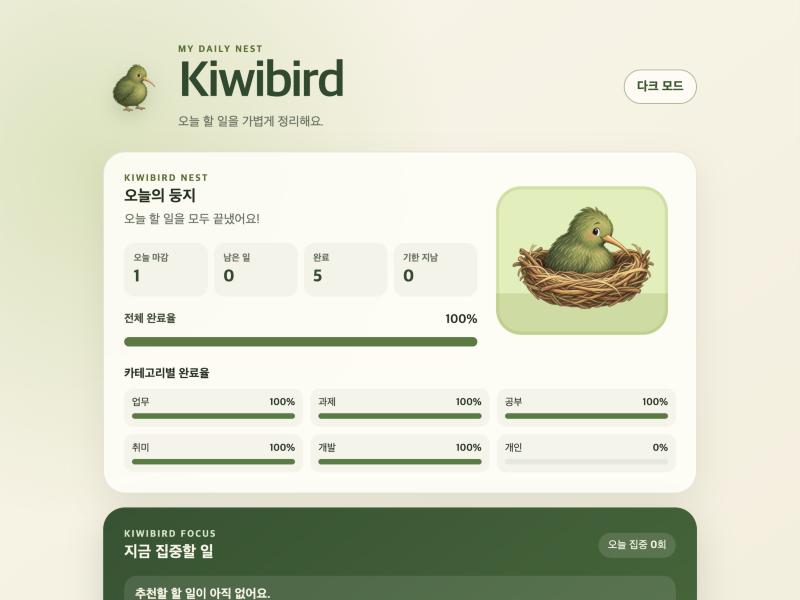 MY DAILY NEST
Kiwibird
오늘 할 일을 가볍게 정리해요.
다크 모드
KIWIBIRD NEST
오늘의 둥지
오늘 할 일을 모두 끝냈어요!
오늘 마감
1
남은 일
0
완료
5
기한 지남
0
전체 완료율 100%
카테고리별 완료율
업무 100%
과제 100%
공부 100%
취미 100%
개발 100%
개인 0%
KIWIBIRD FOCUS
지금 집중할 일
오늘 집중 0회
추천할 할 일이 아직 없어요.